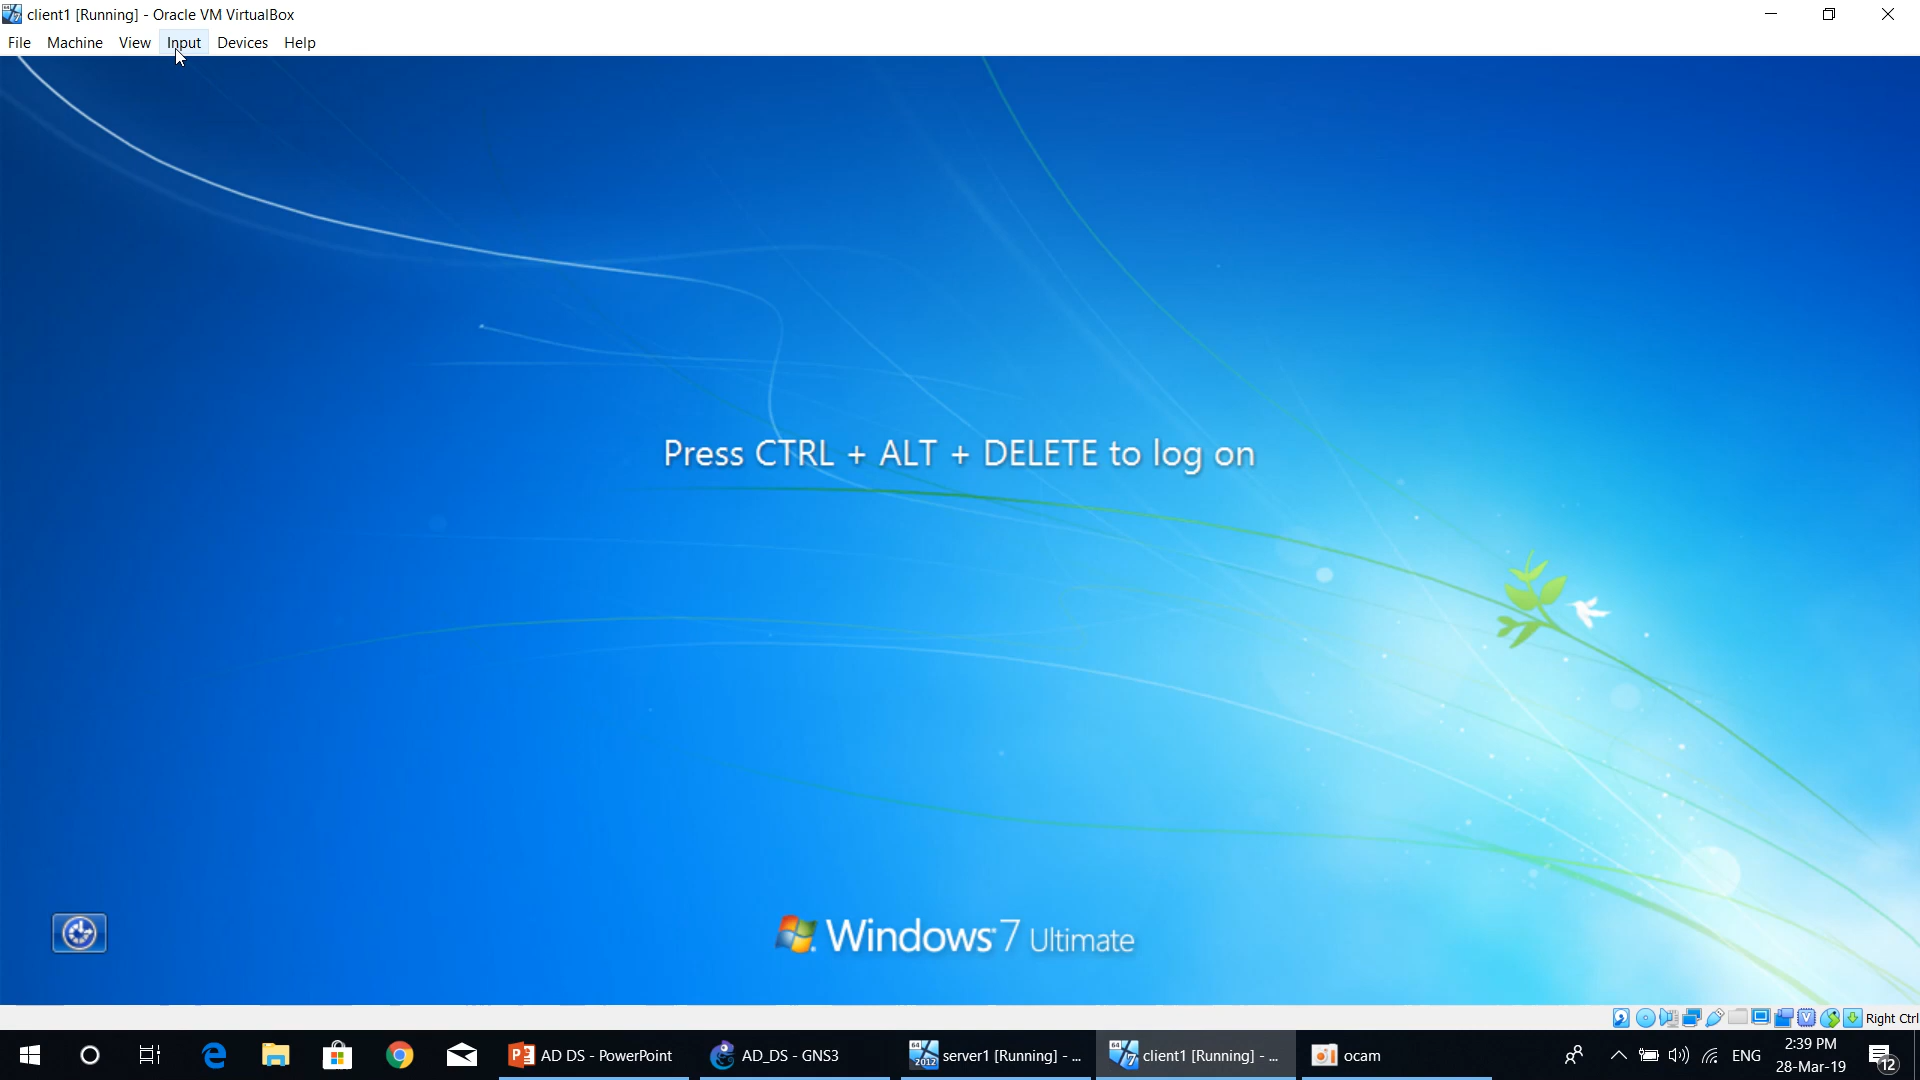 client1 [Running] - Oracle VM VirtualBox
File Machine View Input Devices Help
Press CTRL + ALT + DELETE to log on
Windows 7 Ultimate
Right Ctrl
AD DS - PowerPoint
AD_DS - GNS3
server1 [Running] - ...
client1 [Running] - ...
ocam
ENG
2:39 PM
28-Mar-19
12